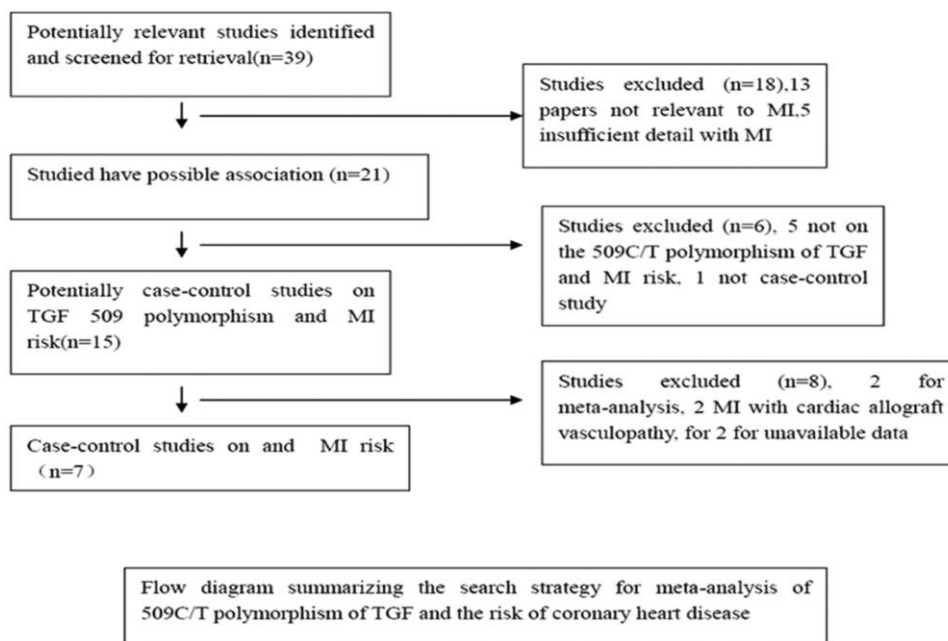 Potentially relevant studies identified
and screened for retrieval(n=39)
Studies excluded (n=18),13
papers not relevant to MI,5
insufficient detail with MI
Studied have possible association (n=21)
Studies excluded (n=6), 5 not on
the 509C/T polymorphism of TGF
and MI risk, 1 not case-control
study
Potentially case-control studies on
TGF 509 polymorphism and MI
risk(n=15)
Studies excluded (n=8), 2 for
meta-analysis, 2 MI with cardiac allograft
vasculopathy, for 2 for unavailable data
Case-control studies on and MI risk
（n=7）
Flow diagram summarizing the search strategy for meta-analysis of
509C/T polymorphism of TGF and the risk of coronary heart disease